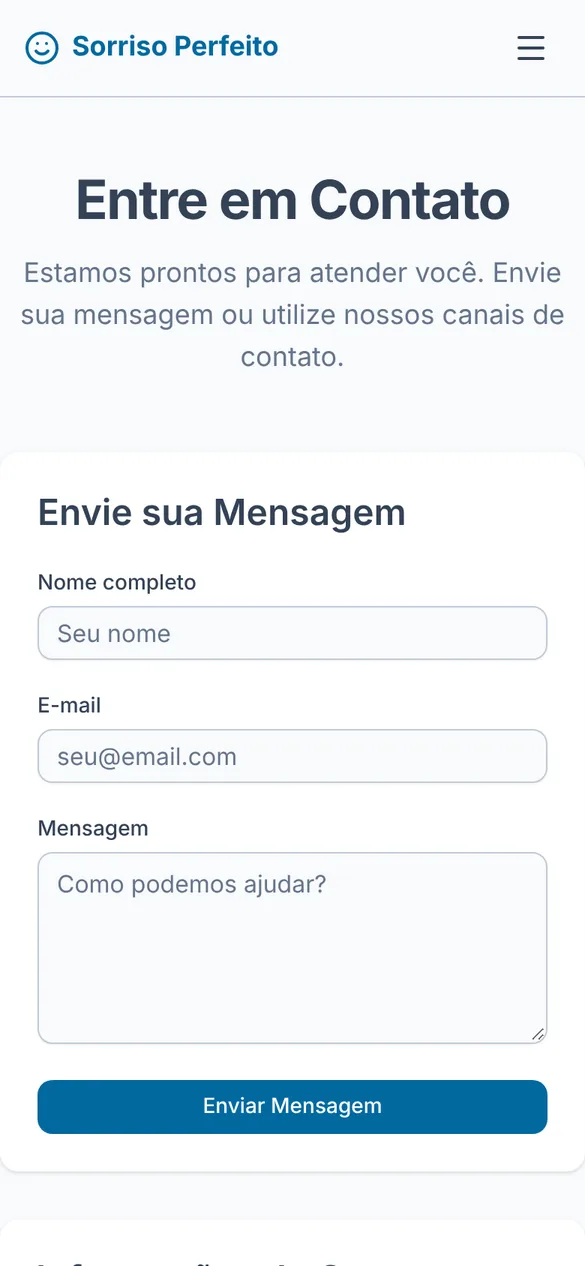 Sorriso Perfeito
Entre em Contato
Estamos prontos para atender você. Envie
sua mensagem ou utilize nossos canais de
contato.
Envie sua Mensagem
Nome completo
Seu nome
E-mail
seu@email.com
Mensagem
Como podemos ajudar?
Enviar Mensagem